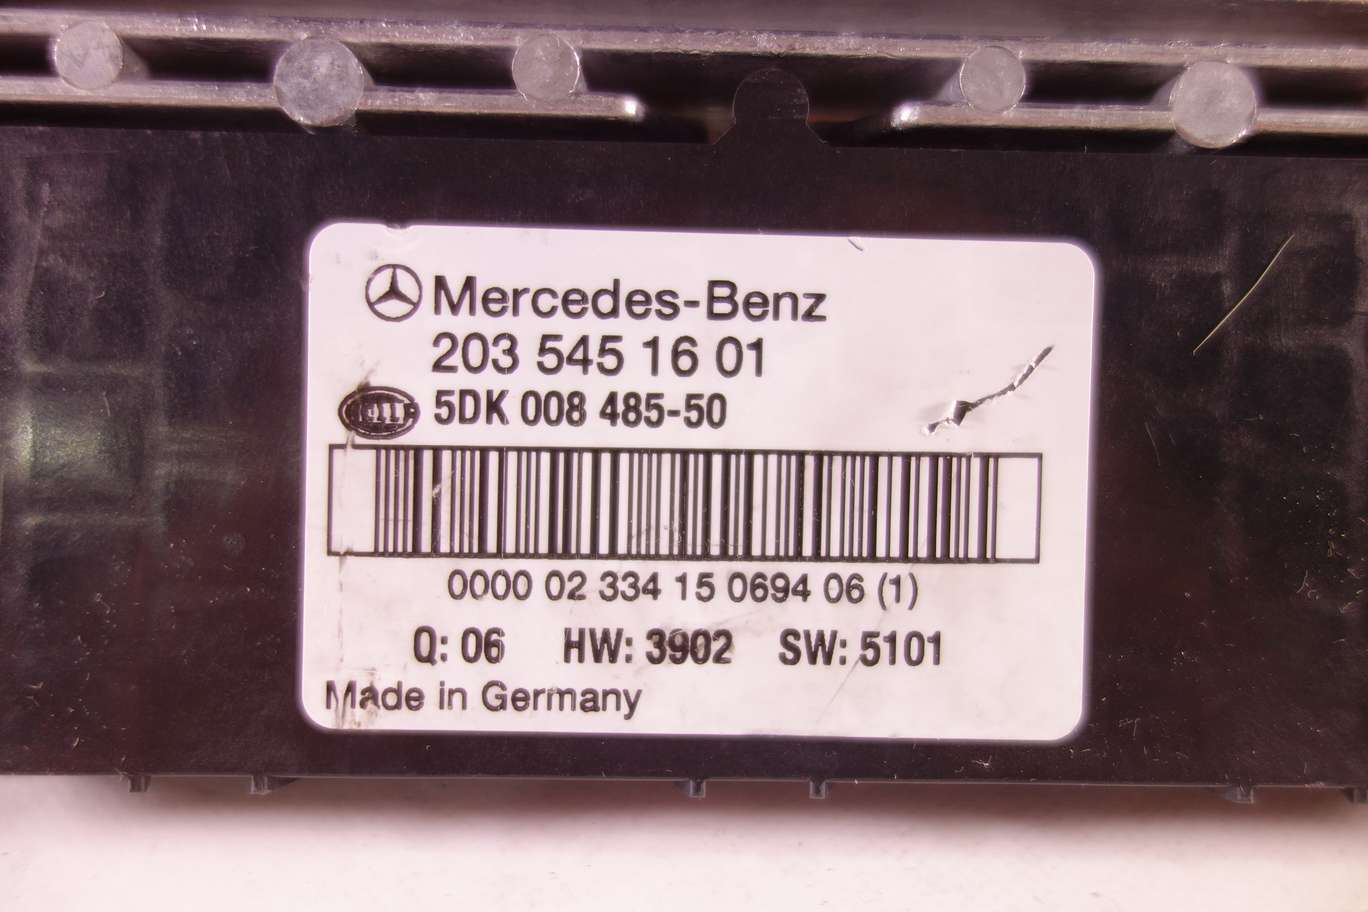 Mercedes-Benz
203 545 16 01
HELLA 5DK 008 485-50
0000 02 334 15 0694 06 (1)
Q: 06 HW: 3902 SW: 5101
Made in Germany